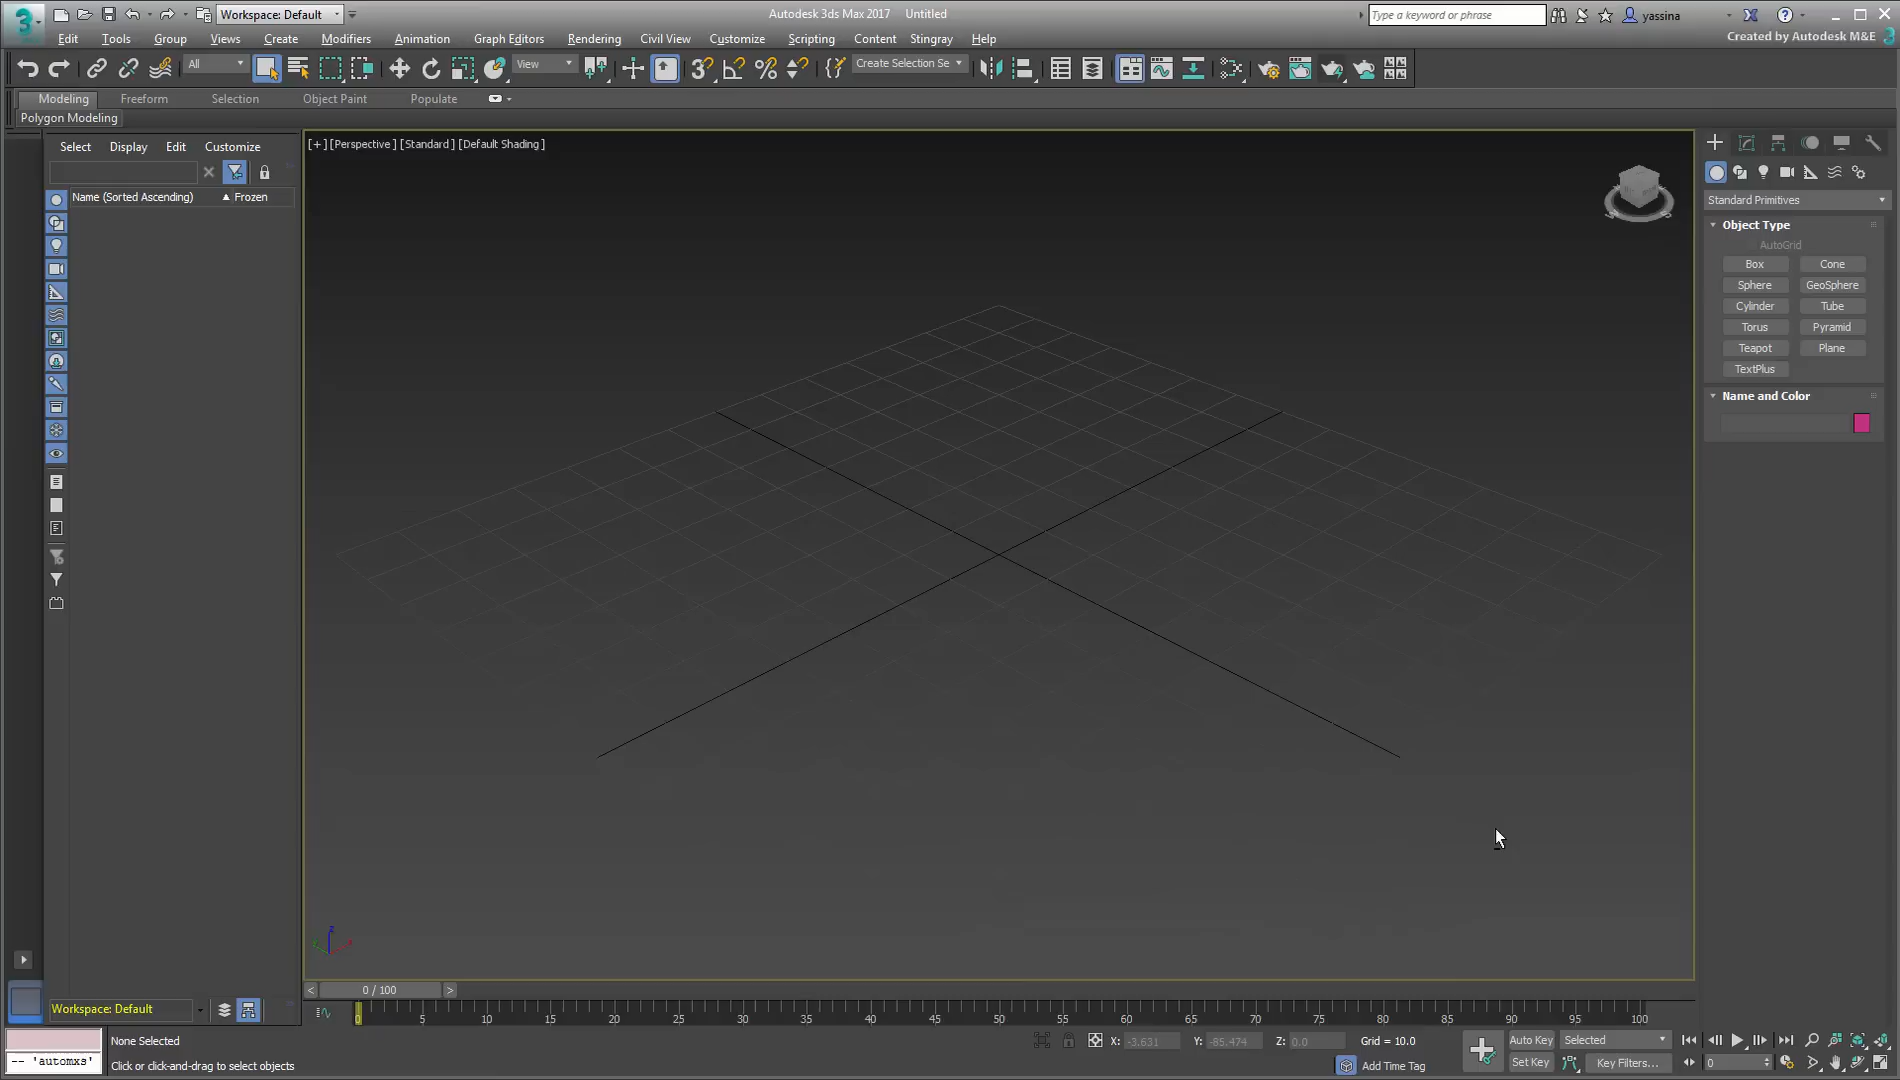 Workspace: Default
Autodesk 3ds Max 2017 Untitled
Type a keyword or phrase
yassina
Edit Tools Group Views Create Modifiers Animation Graph Editors Rendering Civil View Customize Scripting Content Stingray Help
Created by Autodesk M&E
All
View
Create Selection Se
Modeling Freeform Selection Object Paint Populate
Polygon Modeling
Select Display Edit Customize
Name (Sorted Ascending) Frozen
[+] [Perspective] [Standard] [Default Shading]
Standard Primitives
Object Type
AutoGrid
Box Cone
Sphere GeoSphere
Cylinder Tube
Torus Pyramid
Teapot Plane
TextPlus
Name and Color
z
< 0 / 100 >
Workspace: Default
0 5 10 15 20 25 30 35 40 45 50 55 60 65 70 75 80 85 90 95 100
None Selected
X: -3.631 Y: -85.474 Z: 0.0 Grid = 10.0
Auto Key Selected
-- 'automxs'
Click or click-and-drag to select objects
Add Time Tag
Set Key Key Filters...
0